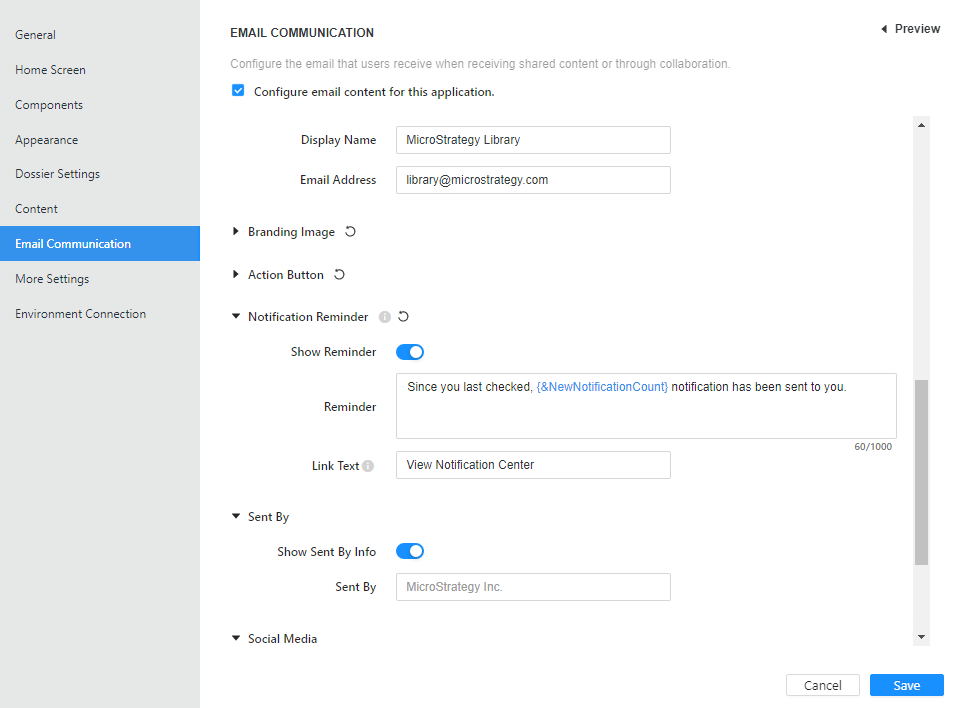 General
Home Screen
Components
Appearance
Dossier Settings
Content
Email Communication
More Settings
Environment Connection
EMAIL COMMUNICATION
Preview
Configure the email that users receive when receiving shared content or through collaboration.
Configure email content for this application.
Display Name MicroStrategy Library
Email Address library@microstrategy.com
Branding Image
Action Button
Notification Reminder
Show Reminder
Reminder Since you last checked, {&NewNotificationCount} notification has been sent to you.
60/1000
Link Text View Notification Center
Sent By
Show Sent By Info
Sent By MicroStrategy Inc.
Social Media
Cancel Save